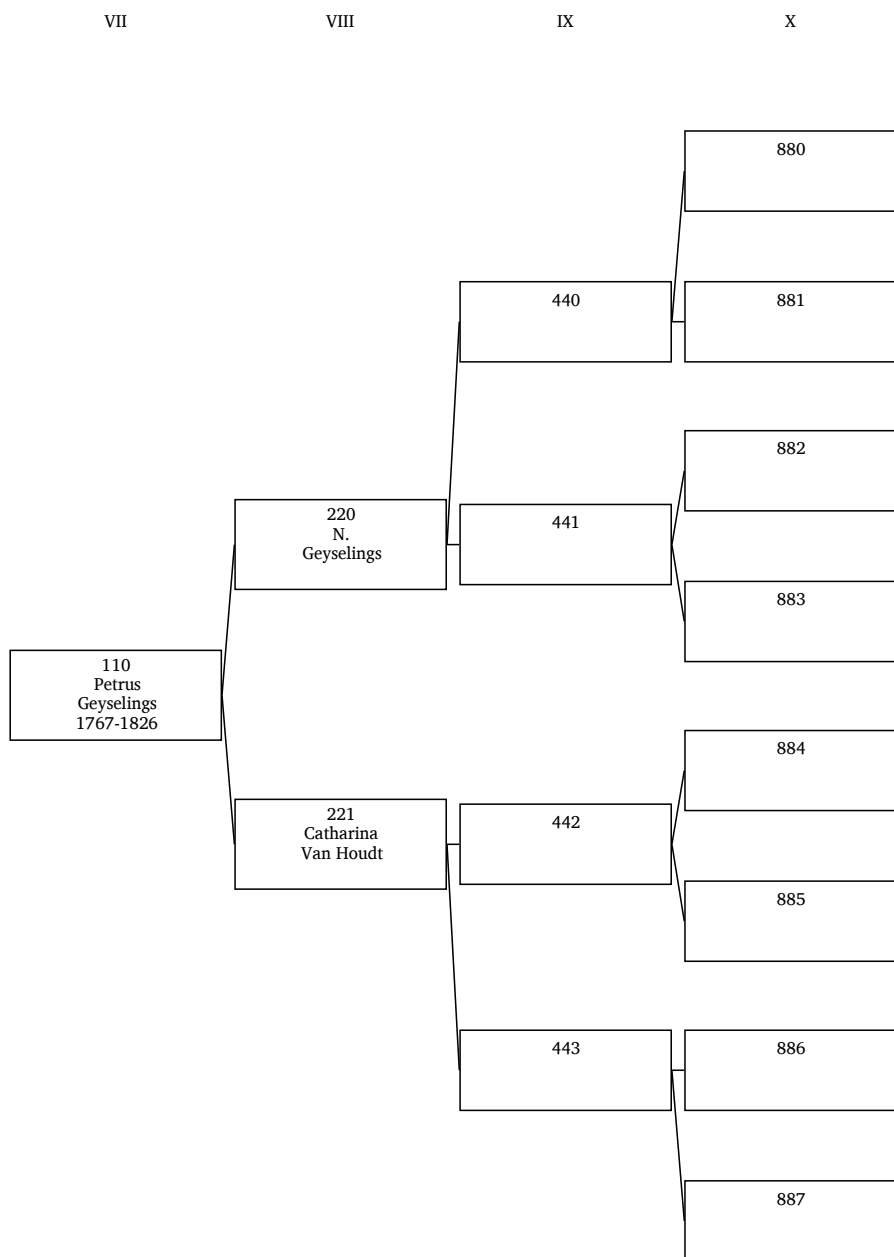 VII VIII IX X
880
440
881
882
220
N.
Geyselings
441
883
110
Petrus
Geyselings
1767-1826
884
221
Catharina
Van Houdt
442
885
443
886
887